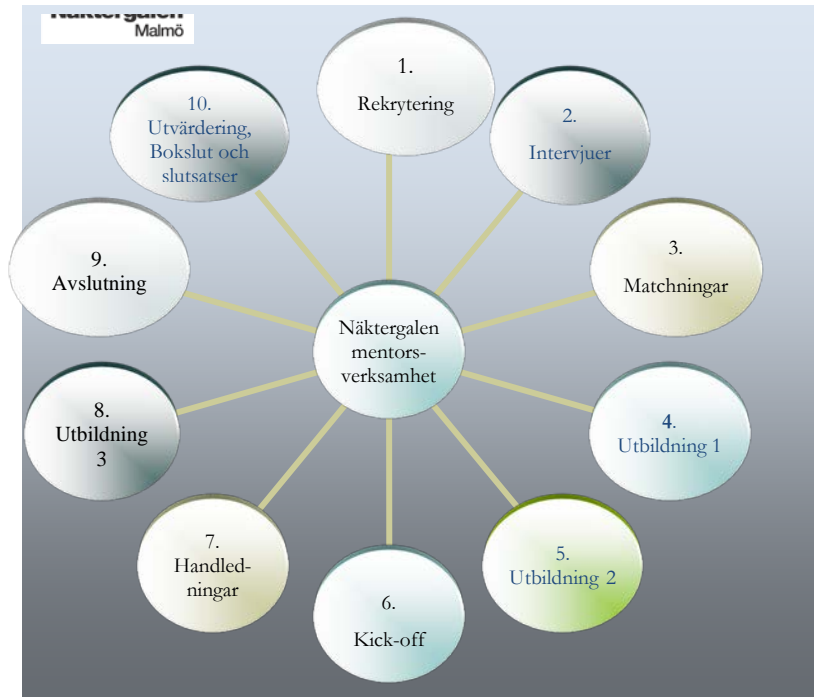 Näktergalen
Malmö
1.
Rekrytering
2.
Intervjuer
3.
Matchningar
4.
Utbildning 1
5.
Utbildning 2
6.
Kick-off
7.
Handled-
ningar
8.
Utbildning
3
9.
Avslutning
10.
Utvärdering,
Bokslut och
slutsatser
Näktergalen
mentors-
verksamhet